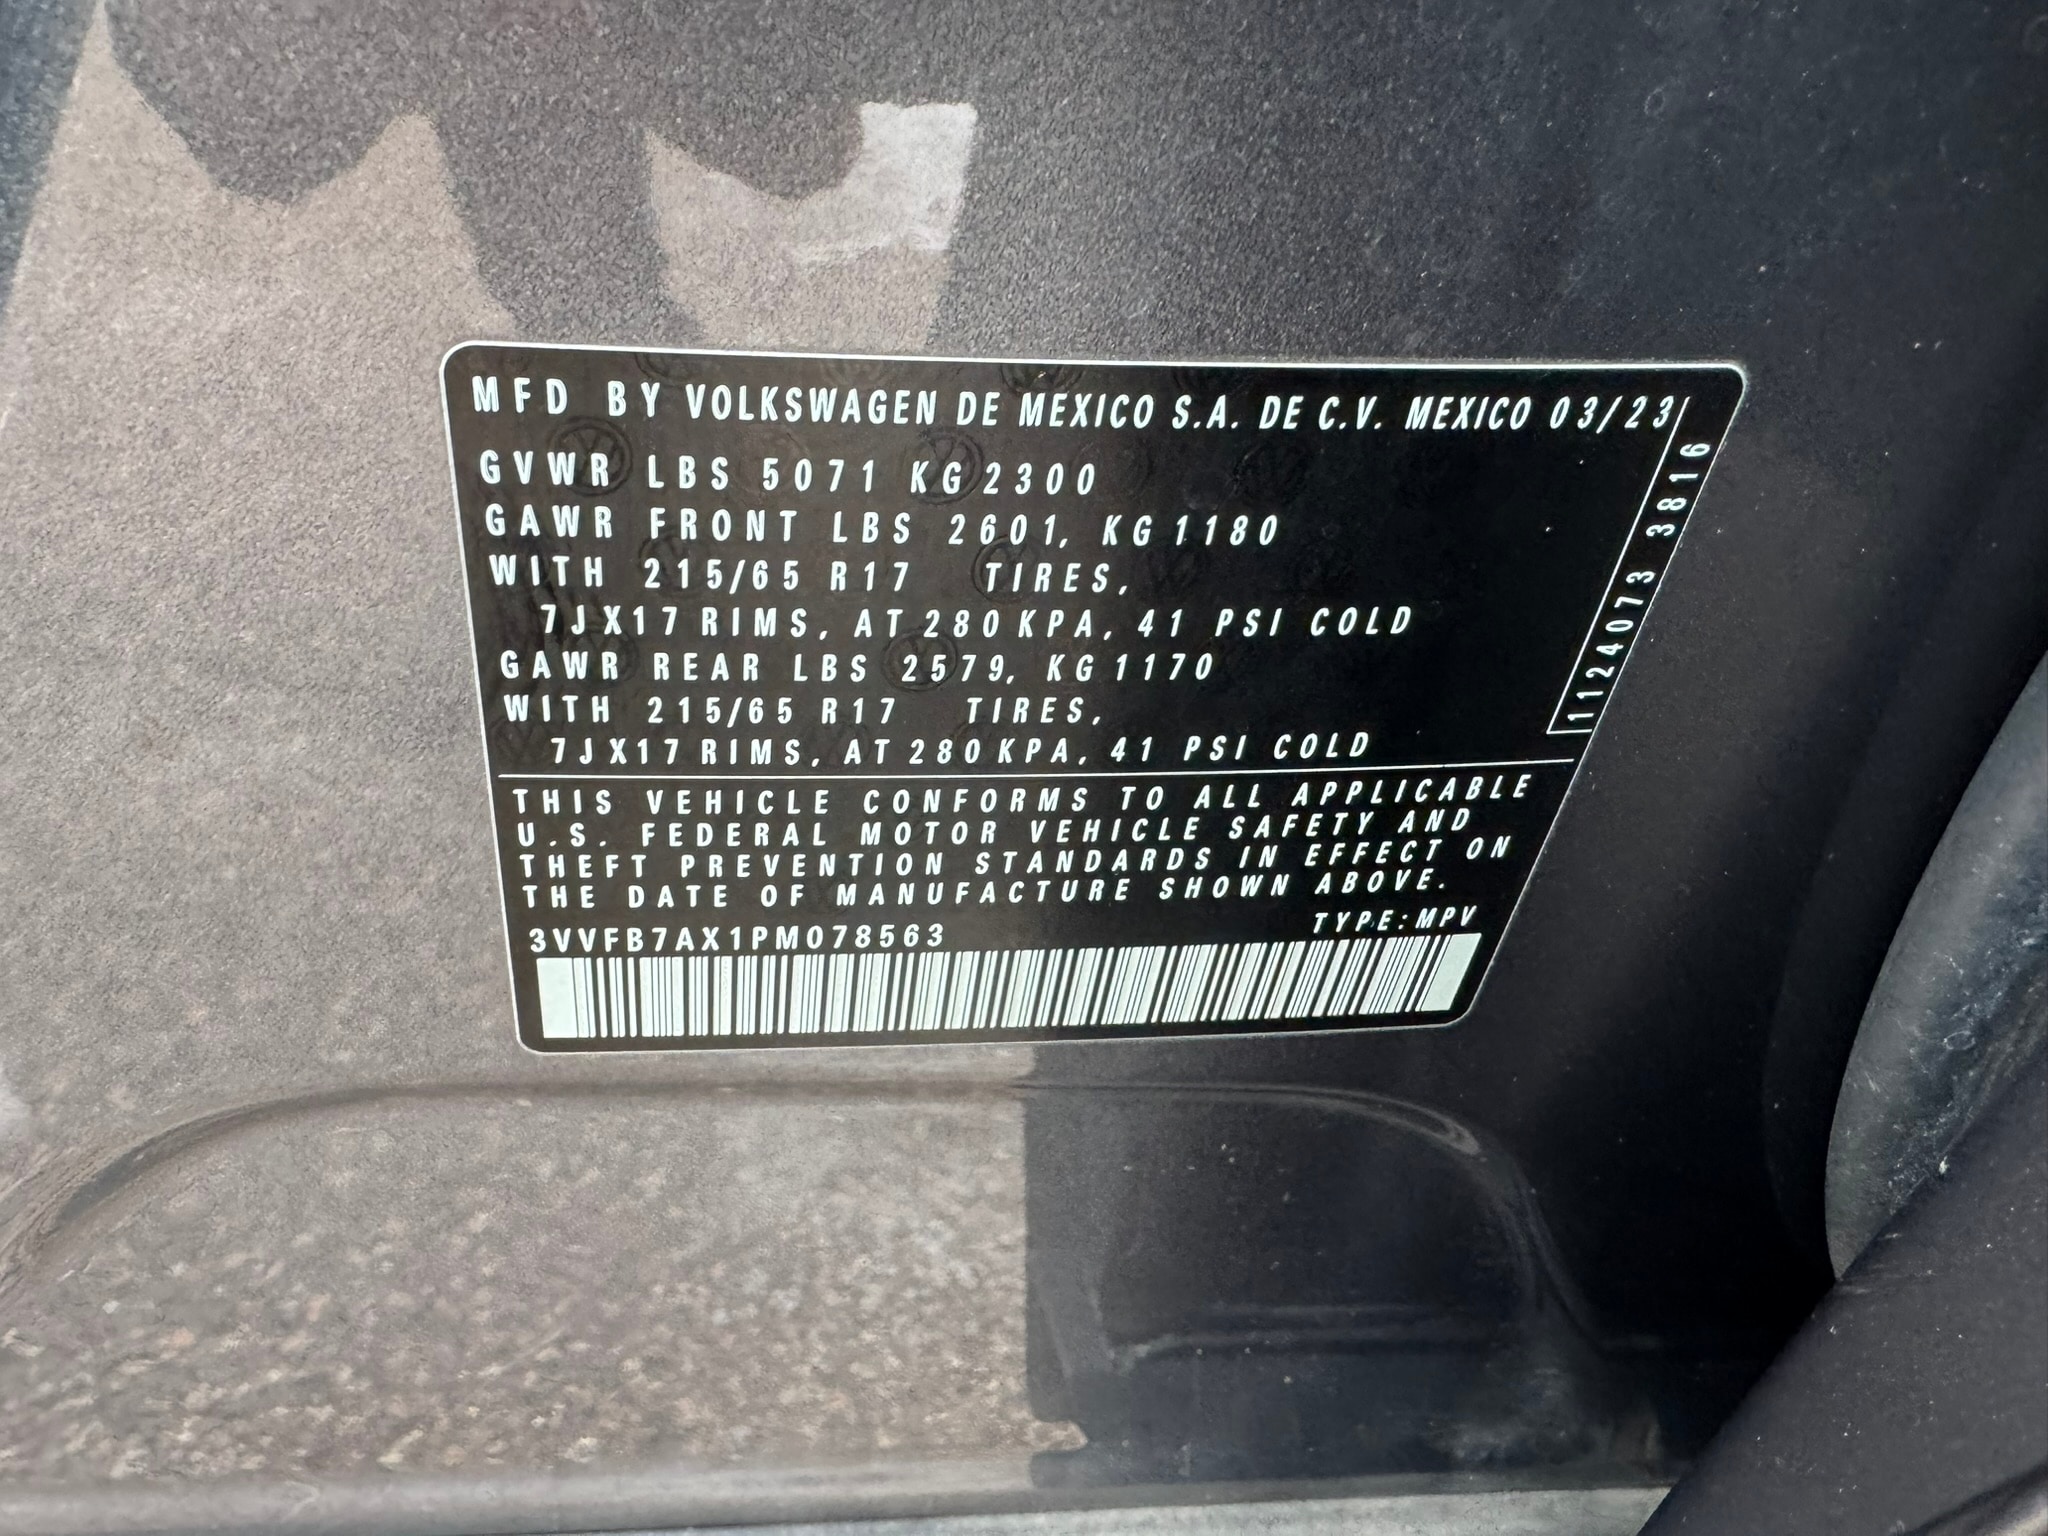 MFD BY VOLKSWAGEN DE MEXICO S.A. DE C.V. MEXICO 03/23
GVWR LBS 5071 KG 2300
GAWR FRONT LBS 2601, KG 1180
WITH 215/65 R17 TIRES,
7JX17 RIMS, AT 280 KPA, 41 PSI COLD
GAWR REAR LBS 2579, KG 1170
WITH 215/65 R17 TIRES,
7JX17 RIMS, AT 280 KPA, 41 PSI COLD
1124073 3816
THIS VEHICLE CONFORMS TO ALL APPLICABLE
U.S. FEDERAL MOTOR VEHICLE SAFETY AND
THEFT PREVENTION STANDARDS IN EFFECT ON
THE DATE OF MANUFACTURE SHOWN ABOVE.
TYPE: MPV
3VVFB7AX1PM078563